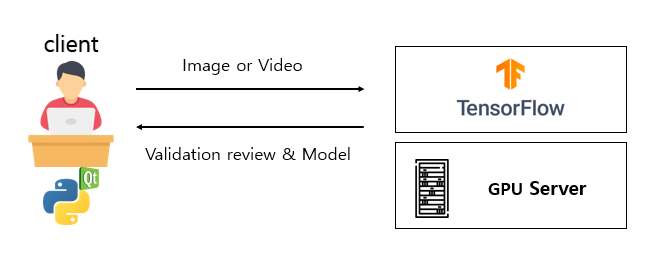 client
Image or Video
TensorFlow
Validation review & Model
Qt
GPU Server